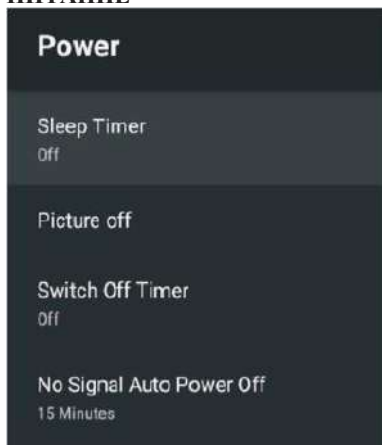 Power
Sleep Timer
Off
Picture off
Switch Off Timer
Off
No Signal Auto Power Off
15 Minutes